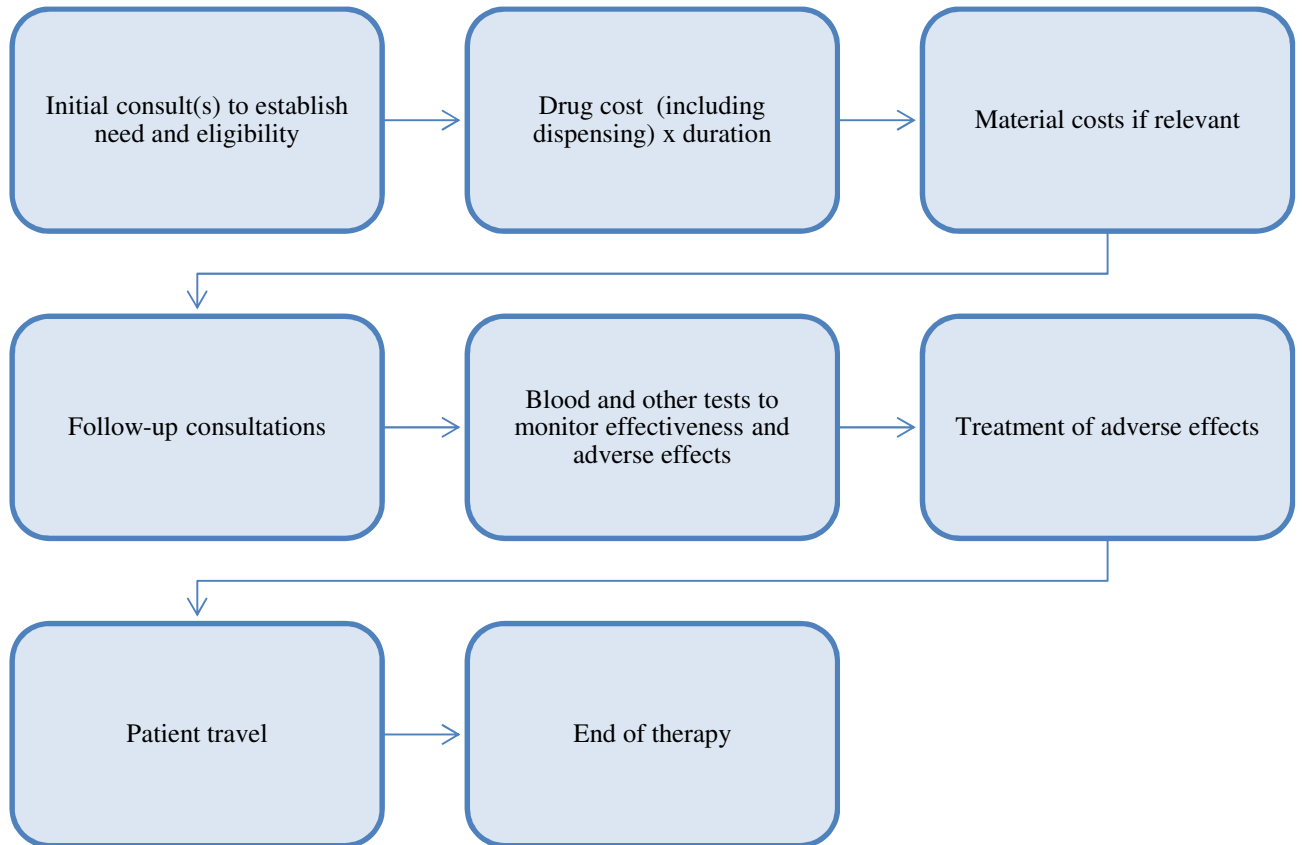 Initial consult(s) to establish
need and eligibility
Drug cost (including
dispensing) x duration
Material costs if relevant
Follow-up consultations
Blood and other tests to
monitor effectiveness and
adverse effects
Treatment of adverse effects
Patient travel
End of therapy